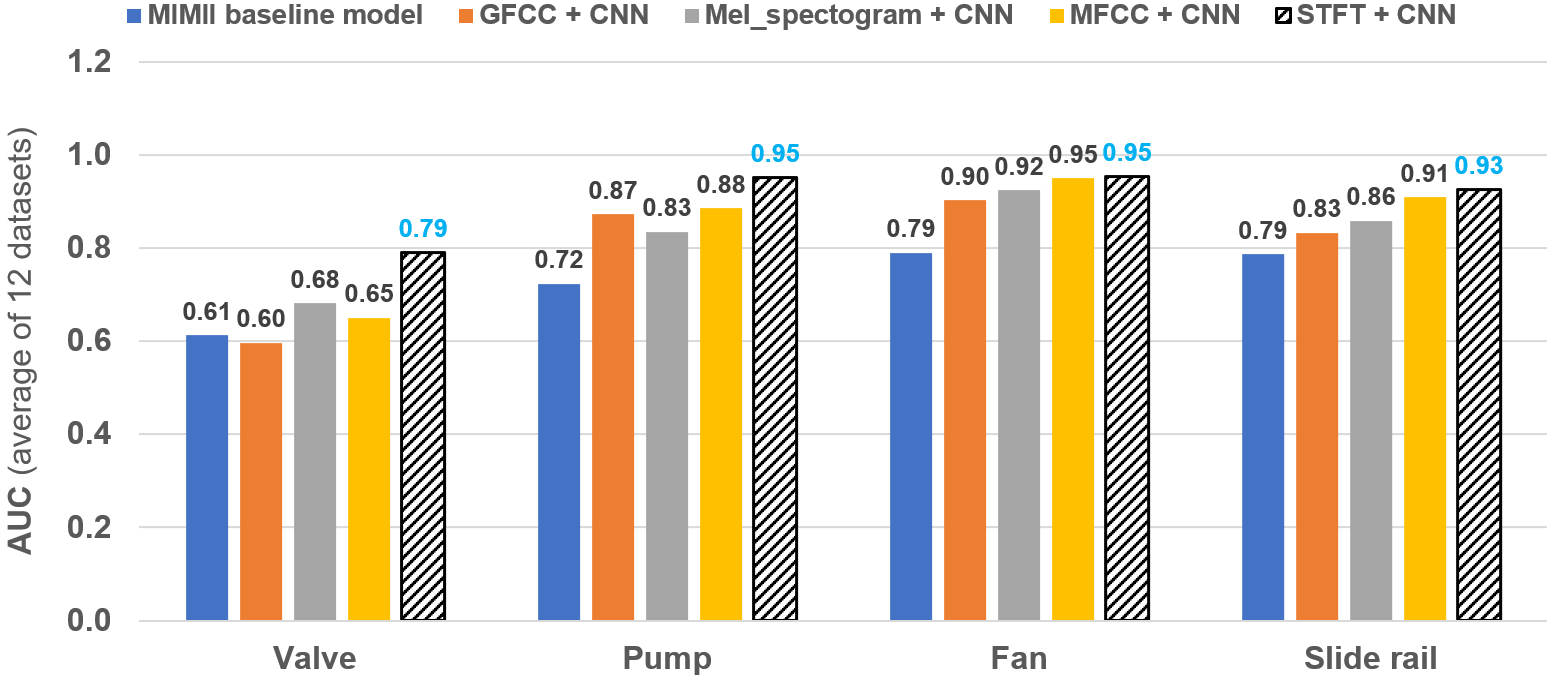 MIMII baseline model GFCC + CNN Mel_spectogram + CNN MFCC + CNN STFT + CNN
AUC (average of 12 datasets)
1.2
1.0
0.8
0.6
0.4
0.2
0.0
0.61 0.60 0.68 0.65 0.79
0.72 0.87 0.83 0.88 0.95
0.79 0.90 0.92 0.95 0.95
0.79 0.83 0.86 0.91 0.93
Valve Pump Fan Slide rail